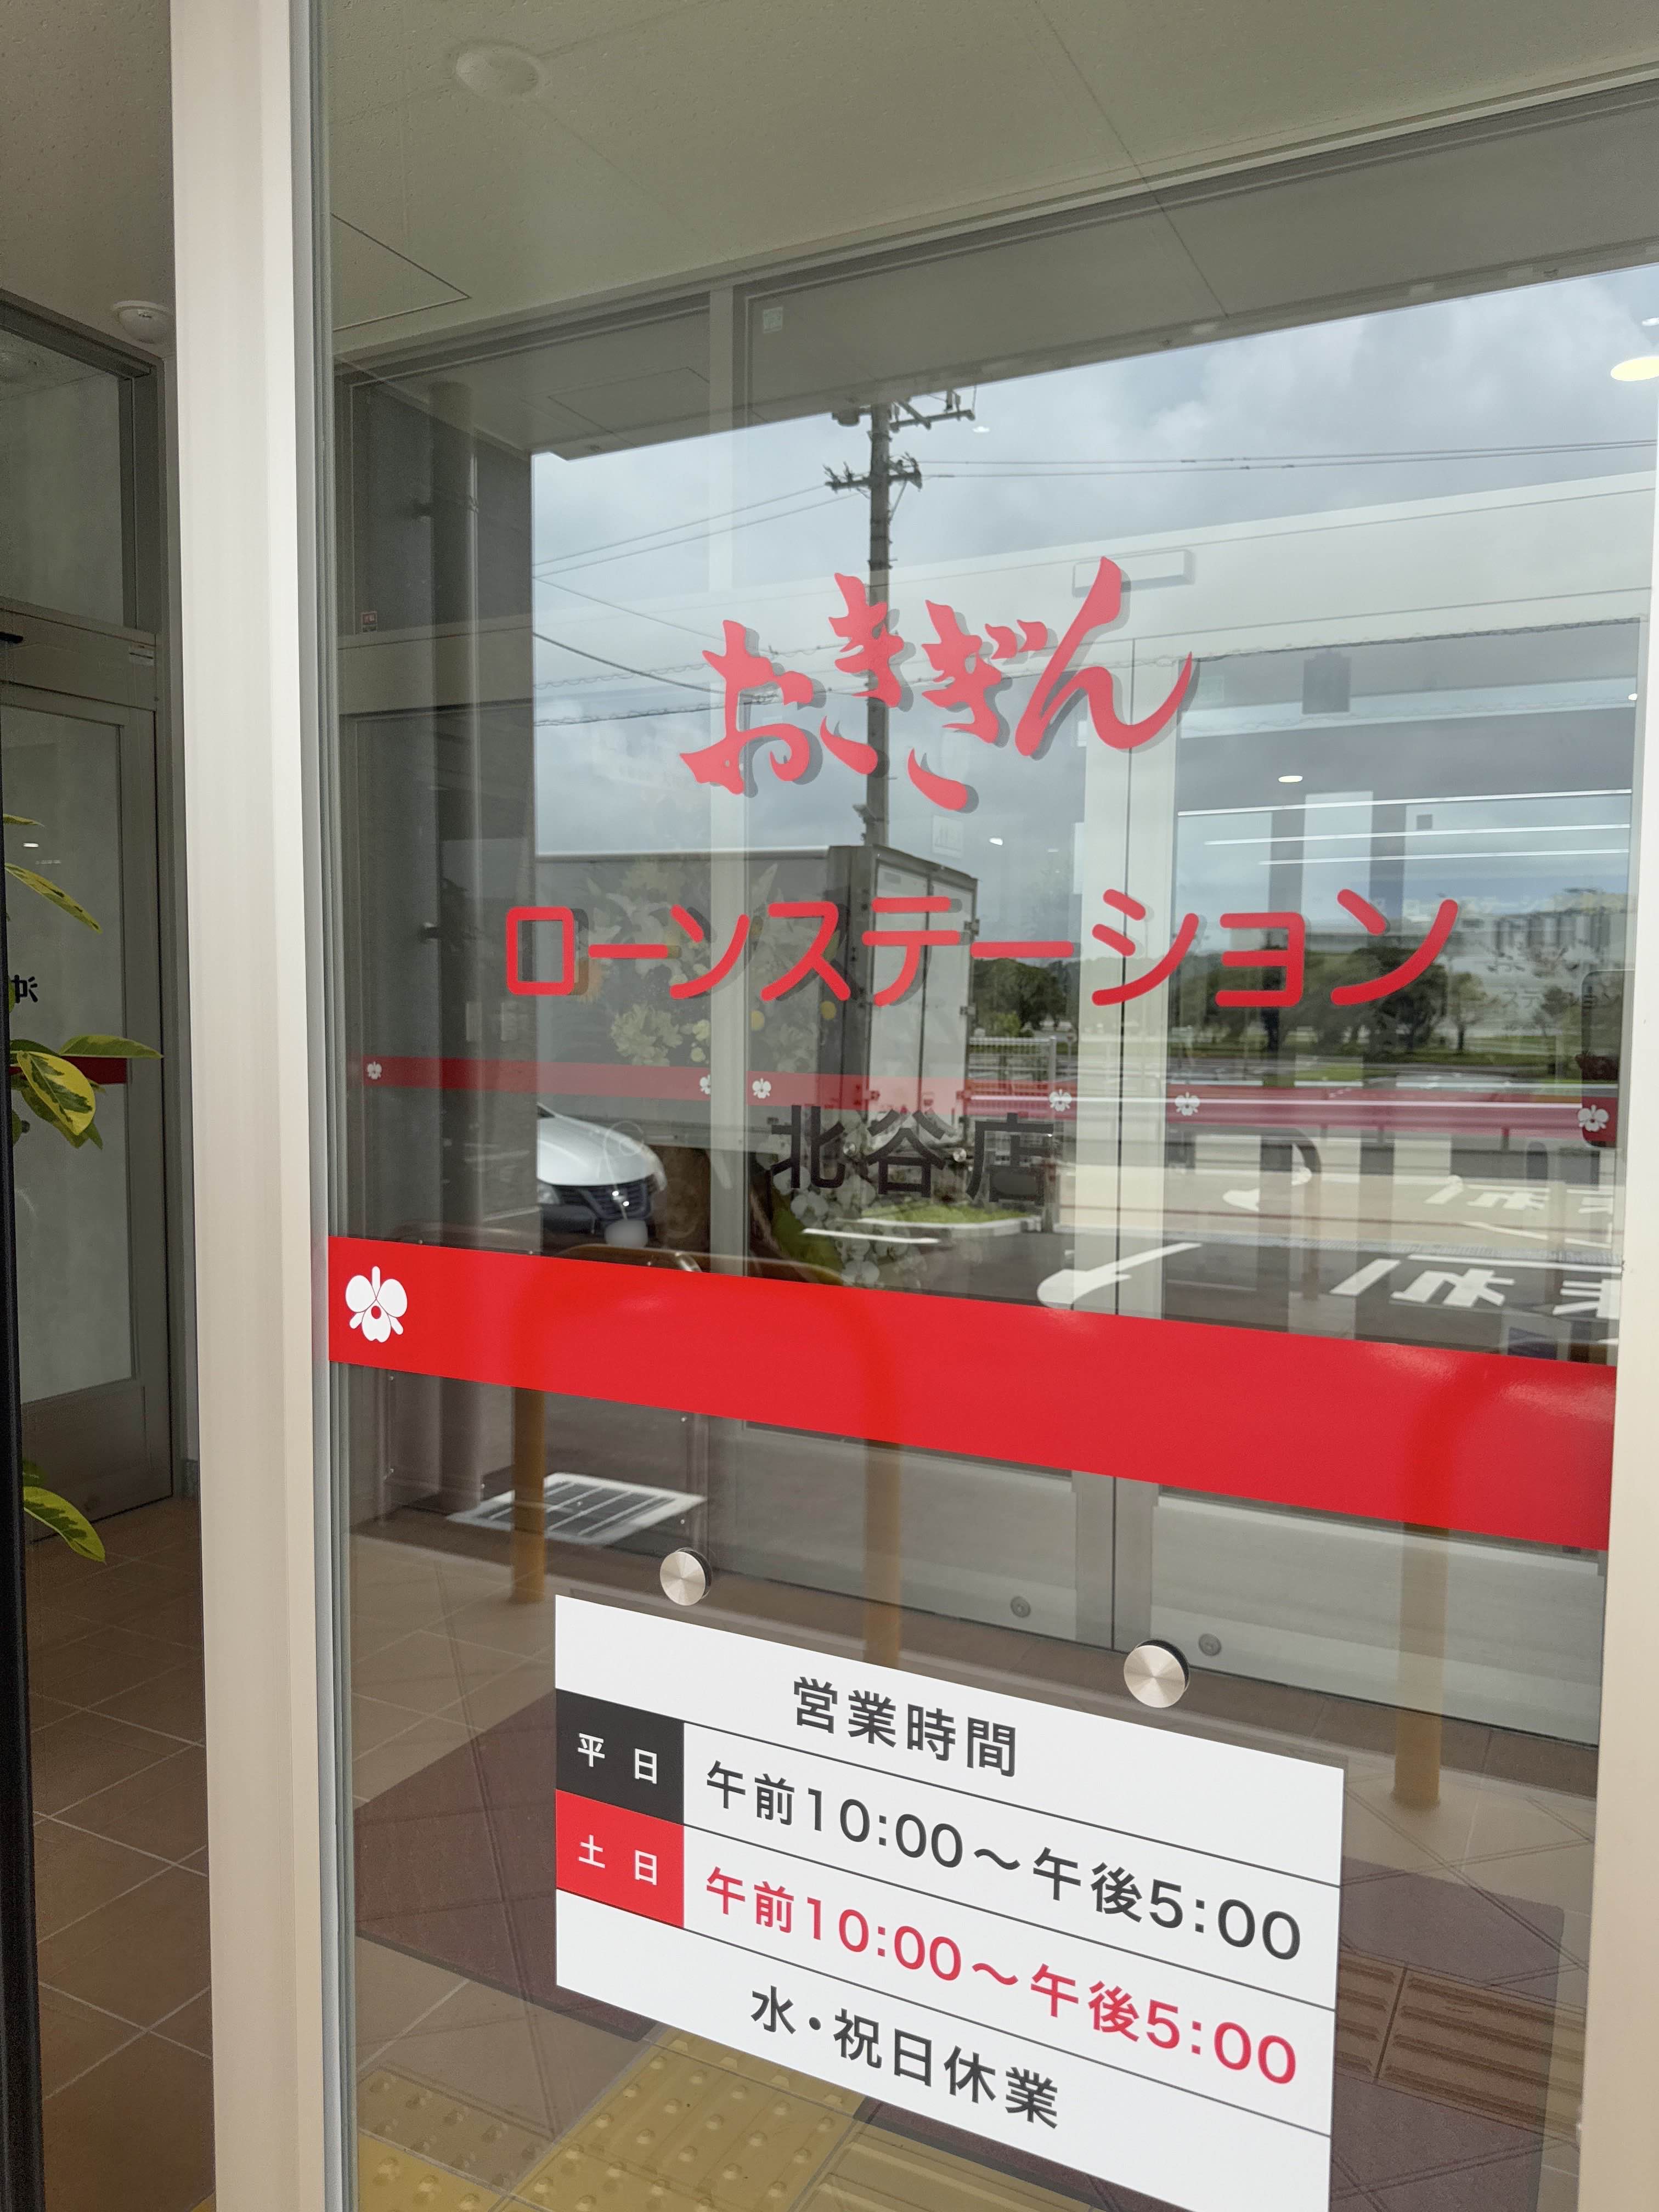 おきぎん
ローンステーション
北谷店
営業時間
平日 午前10:00～午後5:00
土日 午前10:00～午後5:00
水・祝日休業